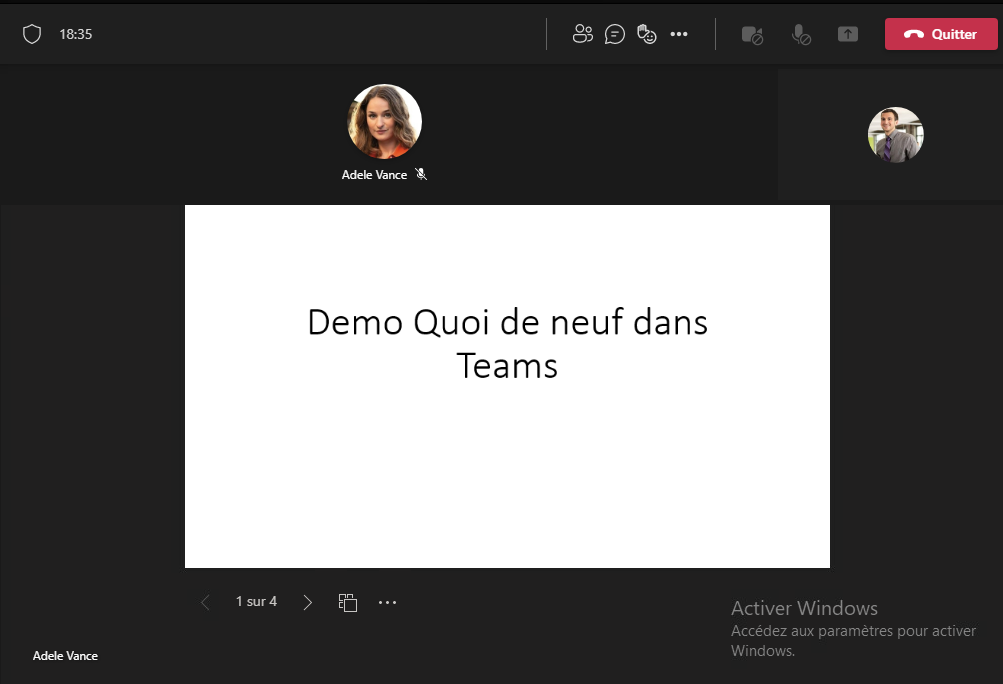 18:35
Quitter
Adele Vance
Demo Quoi de neuf dans
Teams
1 sur 4
Activer Windows
Accédez aux paramètres pour activer
Windows.
Adele Vance